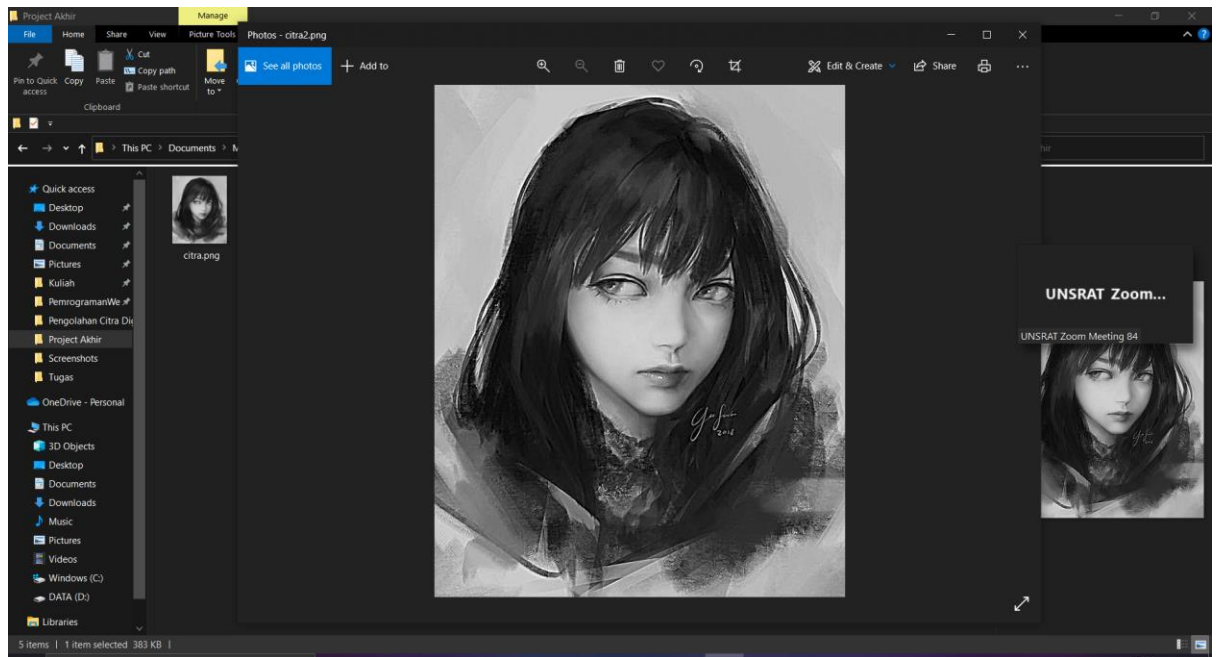 Project Akhir
Manage
File
Home
Share
View
Picture Tools
Pin to Quick access
Copy
Paste
Cut
Copy path
Paste shortcut
Move to
Clipboard
Photos - citra2.png
See all photos
Add to
Edit & Create
Share
This PC
Documents
Quick access
Desktop
Downloads
Documents
Pictures
Kuliah
PemrogramanWe
Pengolahan Citra
Project Akhir
Screenshots
Tugas
OneDrive - Personal
This PC
3D Objects
Desktop
Documents
Downloads
Music
Pictures
Videos
Windows (C:)
DATA (D:)
Libraries
citra.png
2016
UNSRAT Zoom...
UNSRAT Zoom Meeting 84
5 items | 1 item selected 383 KB |